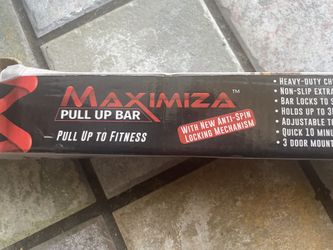 MAXIMIZA™
PULL UP BAR
PULL UP TO FITNESS
WITH NEW ANTI-SPIN
LOCKING MECHANISM
• HEAVY-DUTY
• NON-SLIP EXTRA
• BAR LOCKS TO
• HOLDS UP TO
• ADJUSTABLE TO
• QUICK 10
• 3 DOOR MOUNT